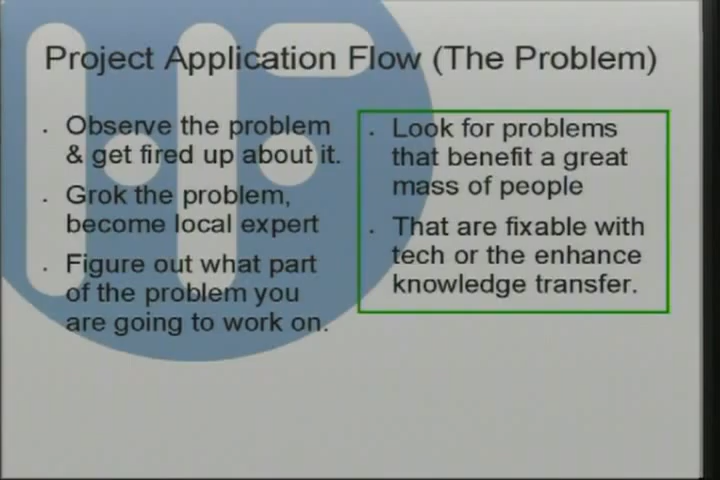 Project Application Flow (The Problem)
. Observe the problem
& get fired up about it.
. Grok the problem,
become local expert
. Figure out what part
of the problem you
are going to work on.
. Look for problems
that benefit a great
mass of people
. That are fixable with
tech or the enhance
knowledge transfer.